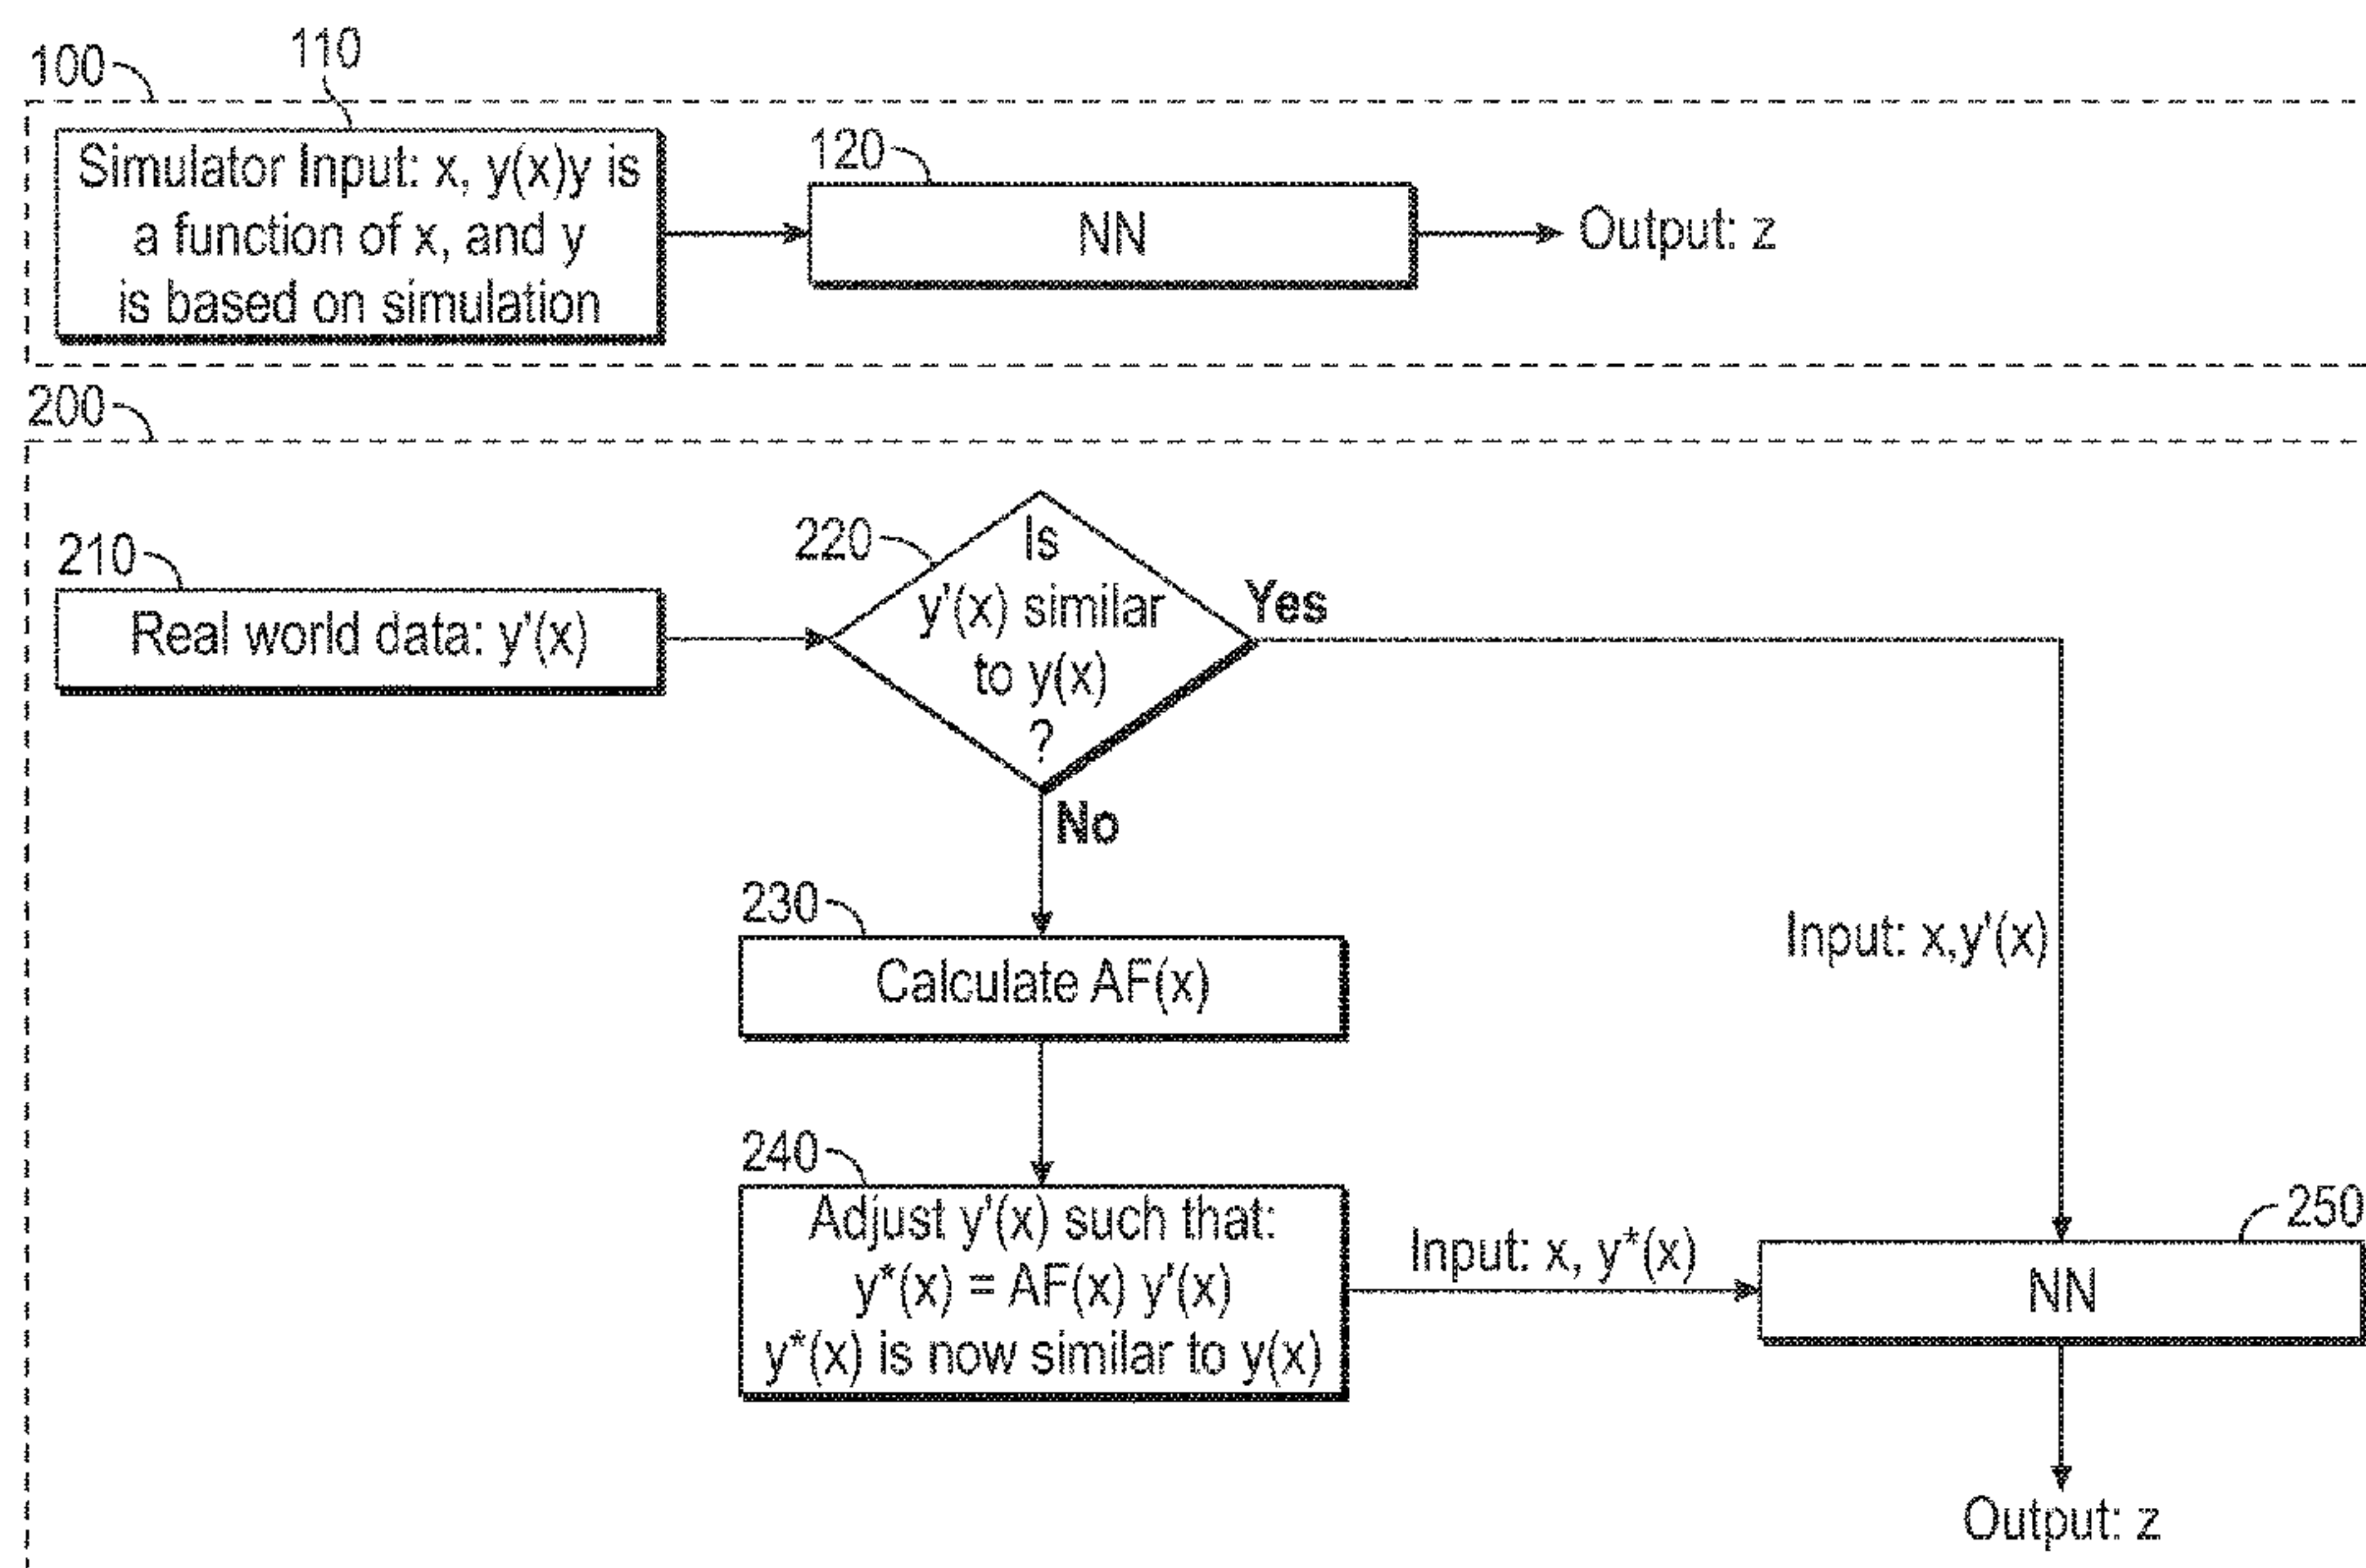 100
110
Simulator Input: x, y(x)y is
a function of x, and y
is based on simulation
120
NN
Output: z
200
210
Real world data: y'(x)
220
Is
y'(x) similar
to y(x)
?
Yes
No
230
Calculate AF(x)
Input: x,y'(x)
240
Adjust y'(x) such that:
y*(x) = AF(x) y'(x)
y*(x) is now similar to y(x)
Input: x, y*(x)
250
NN
Output: z